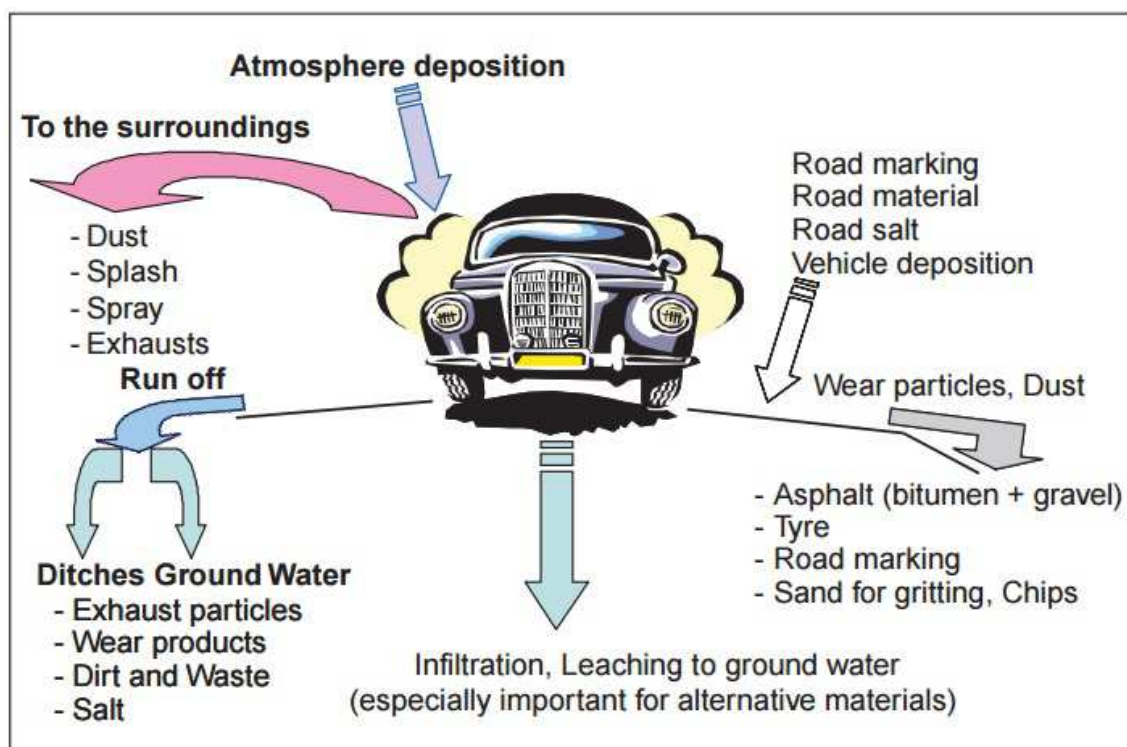 Atmosphere deposition
To the surroundings
- Dust
- Splash
- Spray
- Exhausts
Road marking
Road material
Road salt
Vehicle deposition
Run off
Wear particles, Dust
- Asphalt (bitumen + gravel)
- Tyre
- Road marking
- Sand for gritting, Chips
Ditches Ground Water
- Exhaust particles
- Wear products
- Dirt and Waste
- Salt
Infiltration, Leaching to ground water
(especially important for alternative materials)